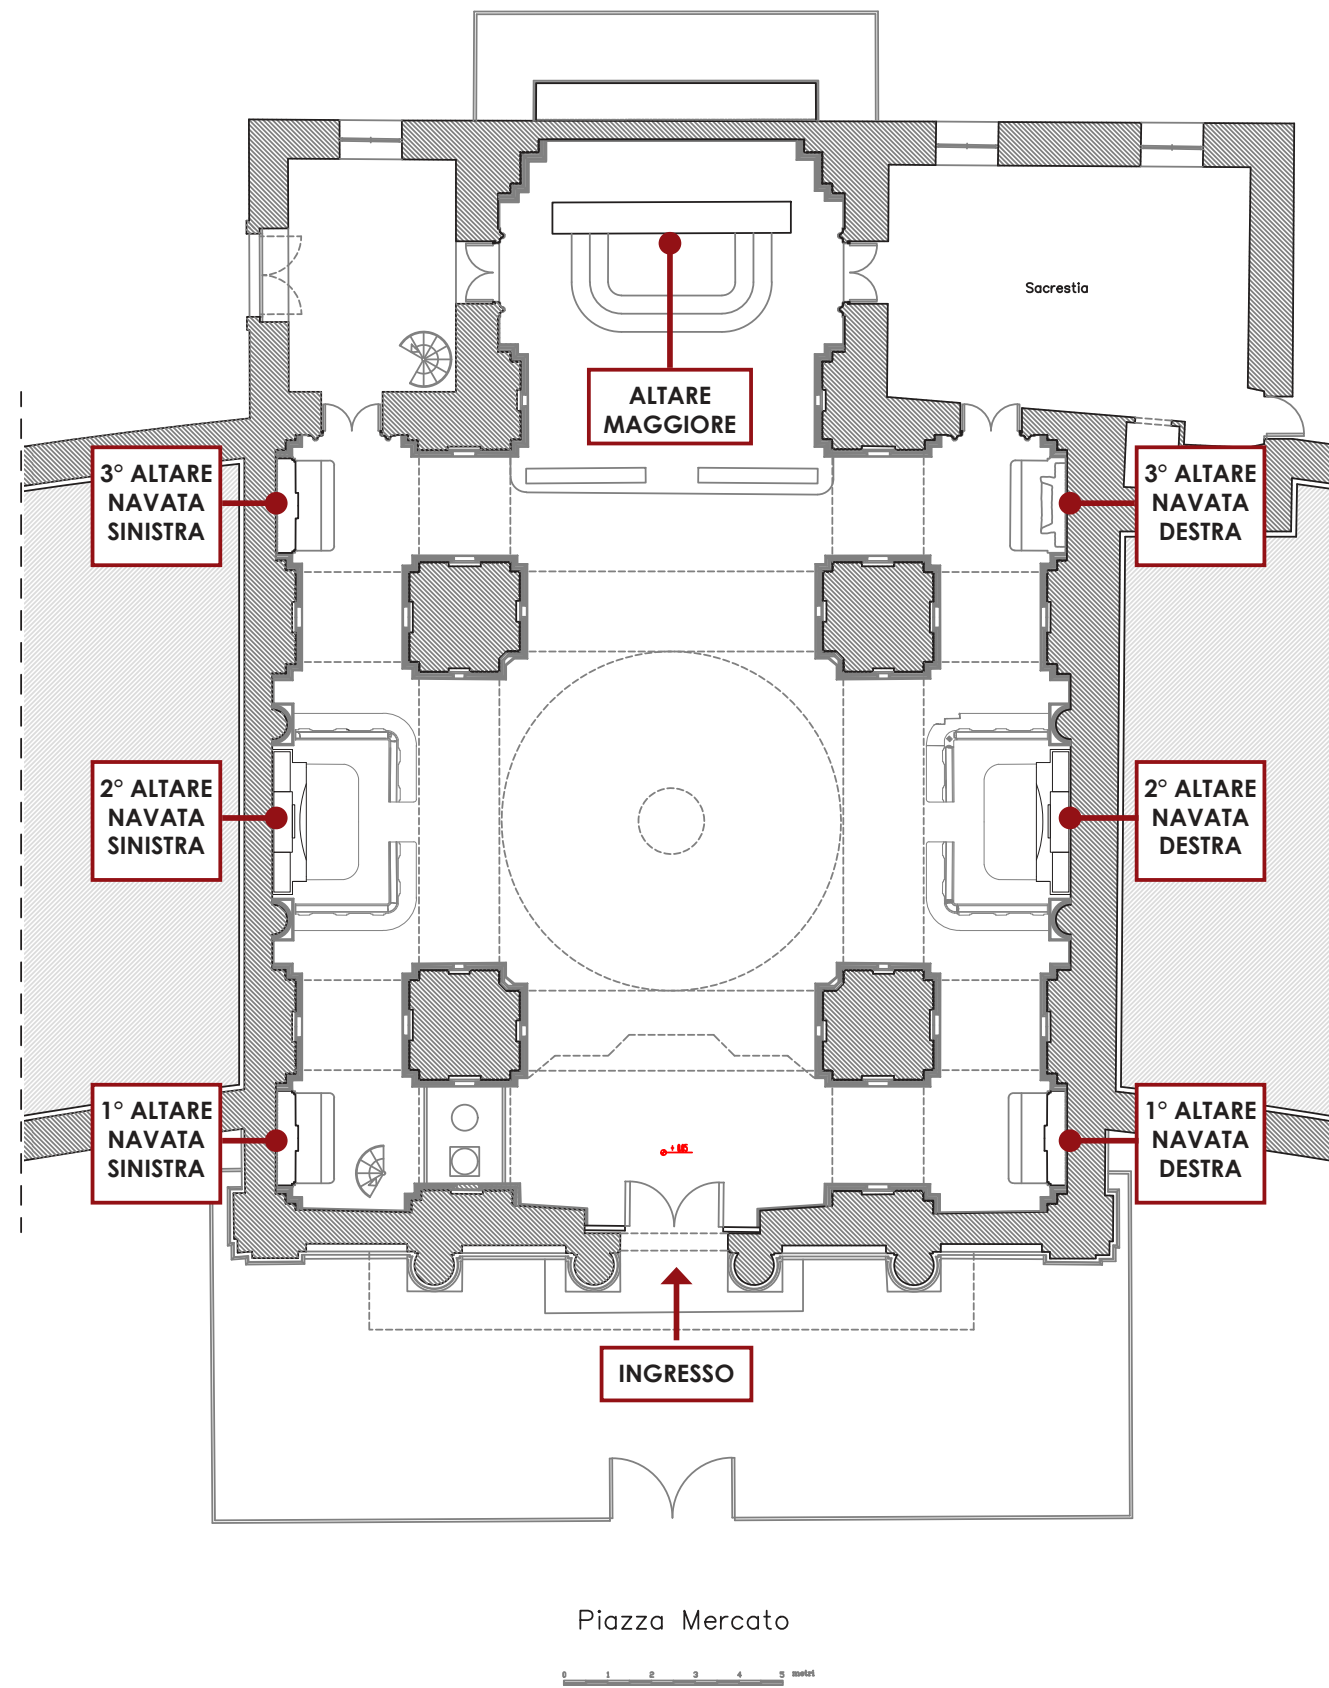 Sacrestia
ALTARE
MAGGIORE
3° ALTARE
NAVATA
SINISTRA
3° ALTARE
NAVATA
DESTRA
2° ALTARE
NAVATA
SINISTRA
2° ALTARE
NAVATA
DESTRA
1° ALTARE
NAVATA
SINISTRA
1° ALTARE
NAVATA
DESTRA
INGRESSO
Piazza Mercato
0 1 2 3 4 5 metri